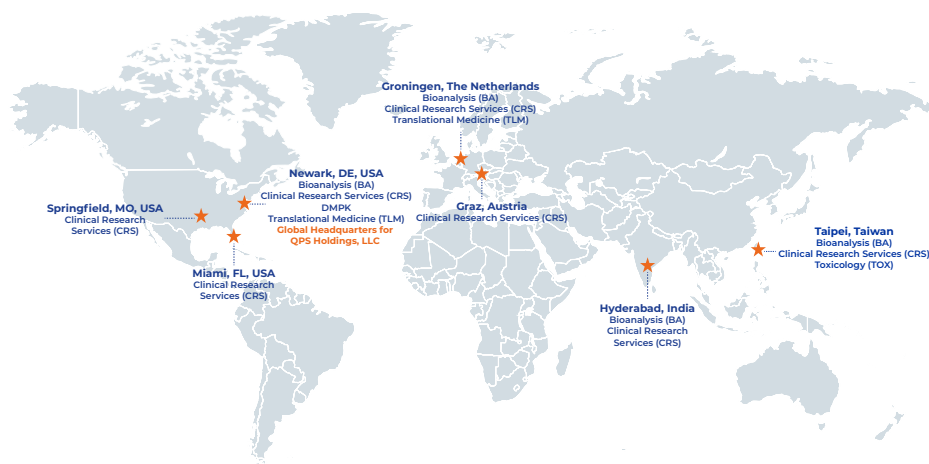 Groningen, The Netherlands
Bioanalysis (BA)
Clinical Research Services (CRS)
Translational Medicine (TLM)
Newark, DE, USA
Bioanalysis (BA)
Clinical Research Services (CRS)
DMPK
Translational Medicine (TLM)
Global Headquarters for
QPS Holdings, LLC
Springfield, MO, USA
Clinical Research
Services (CRS)
Graz, Austria
Clinical Research Services (CRS)
Taipei, Taiwan
Bioanalysis (BA)
Clinical Research Services (CRS)
Toxicology (TOX)
Miami, FL, USA
Clinical Research
Services (CRS)
Hyderabad, India
Bioanalysis (BA)
Clinical Research
Services (CRS)